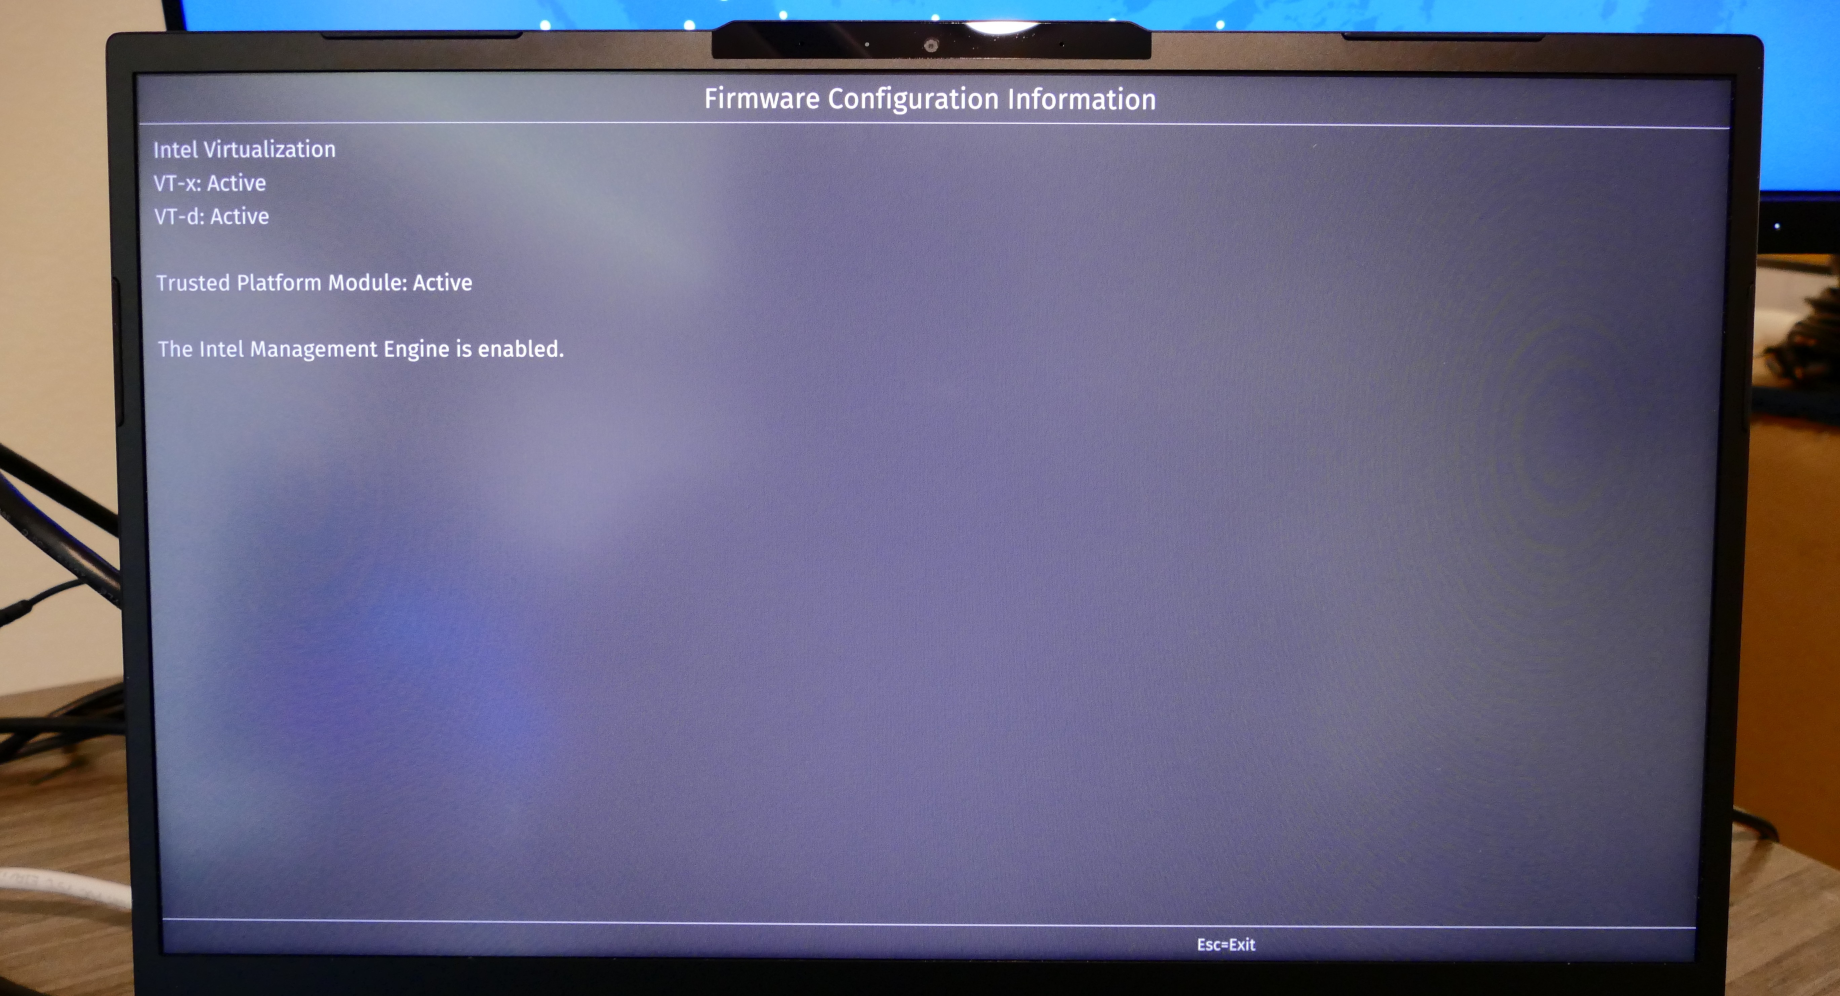 Firmware Configuration Information
Intel Virtualization
VT-x: Active
VT-d: Active
Trusted Platform Module: Active
The Intel Management Engine is enabled.
Esc=Exit